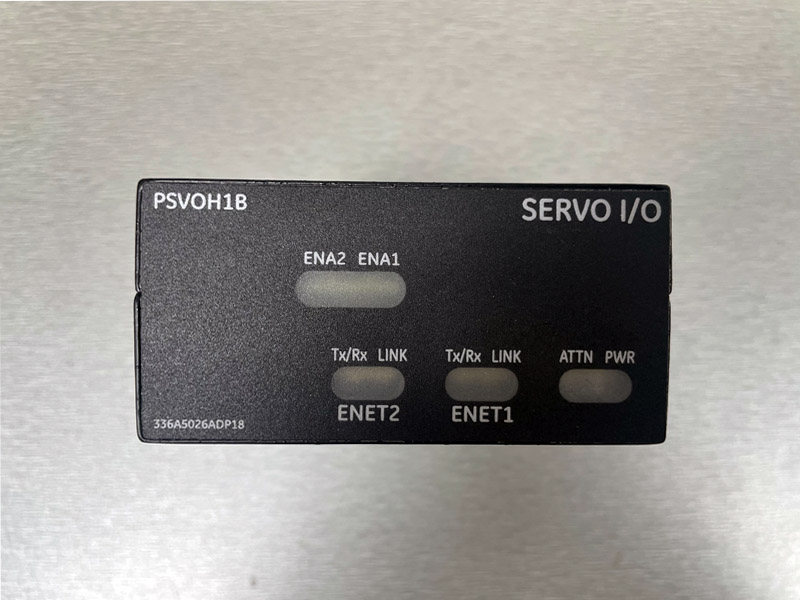 PSVOH1B
SERVO I/O
ENA2 ENA1
Tx/Rx LINK
ENET2
Tx/Rx LINK
ENET1
ATTN PWR
336A5026ADP18